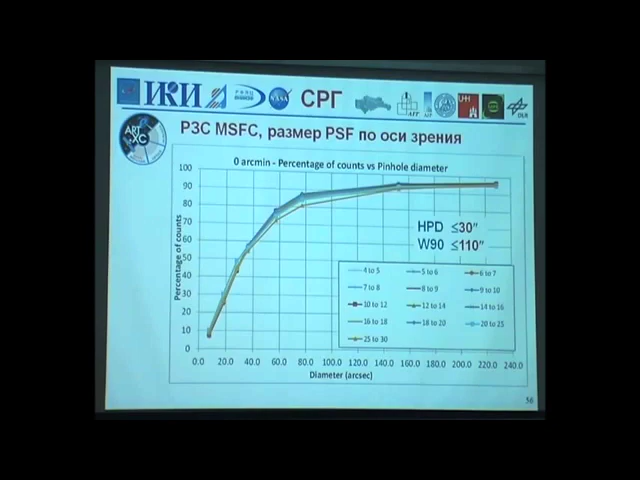 ИКИ
NASA
СРГ
DLR
ART
XC
РЗС MSFC, размер PSF по оси зрения
0 arcmin - Percentage of counts vs Pinhole diameter
Percentage of counts
100
90
80
70
60
50
40
30
20
10
0
HPD ≤30"
W90 ≤110"
4 to 5
5 to 6
6 to 7
7 to 8
8 to 9
9 to 10
10 to 12
12 to 14
14 to 16
16 to 18
18 to 20
20 to 25
25 to 30
0.0 20.0 40.0 60.0 80.0 100.0 120.0 140.0 160.0 180.0 200.0 220.0 240.0
Diameter (arcsec)
56